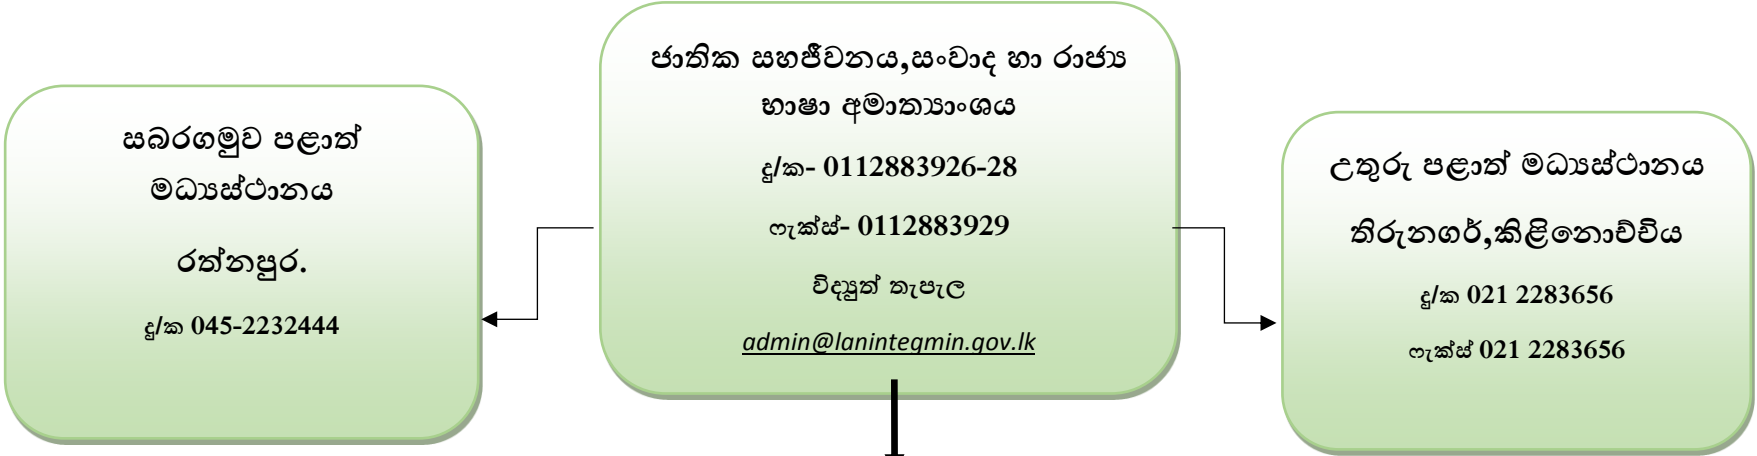 සබරගමුව පළාත්
මධ්‍යස්ථානය
රත්නපුර.
දු/ක 045-2232444
ජාතික සහජීවනය,සංවාද හා රාජ්‍ය
භාෂා අමාත්‍යාංශය
දු/ක- 0112883926-28
ෆැක්ස්- 0112883929
විද්‍යුත් තැපැල
admin@lanintegmin.gov.lk
උතුරු පළාත් මධ්‍යස්ථානය
තිරුනගර්,කිළිනොච්චිය
දු/ක 021 2283656
ෆැක්ස් 021 2283656